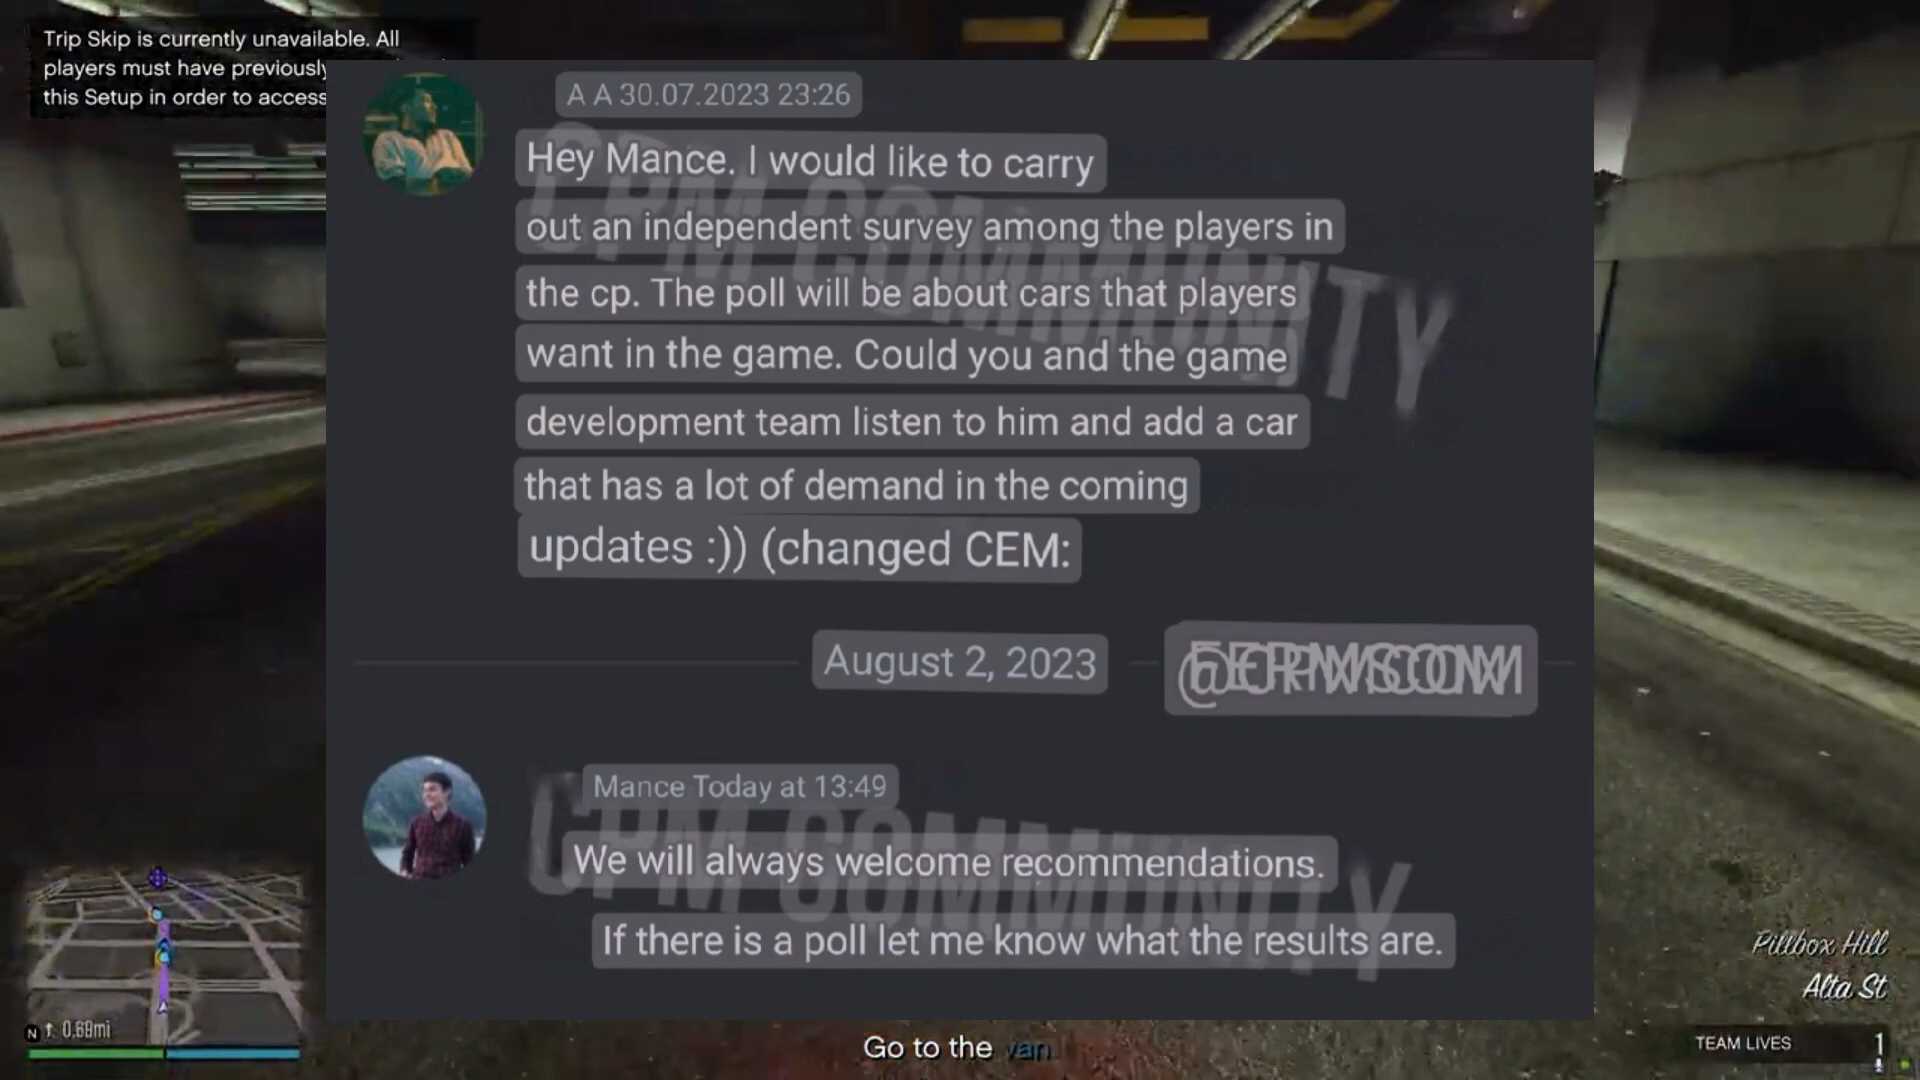 Trip Skip is currently unavailable. All
players must have previously
this Setup in order to access
A A 30.07.2023 23:26
Hey Mance. I would like to carry
out an independent survey among the players in
the cp. The poll will be about cars that players
want in the game. Could you and the game
development team listen to him and add a car
that has a lot of demand in the coming
updates :)) (changed CEM:
CPM COMMUNITY
August 2, 2023
Mance Today at 13:49
We will always welcome recommendations.
If there is a poll let me know what the results are.
CPM COMMUNITY
Pillbox Hill
Alta St
N
0.68mi
Go to the van
TEAM LIVES 1